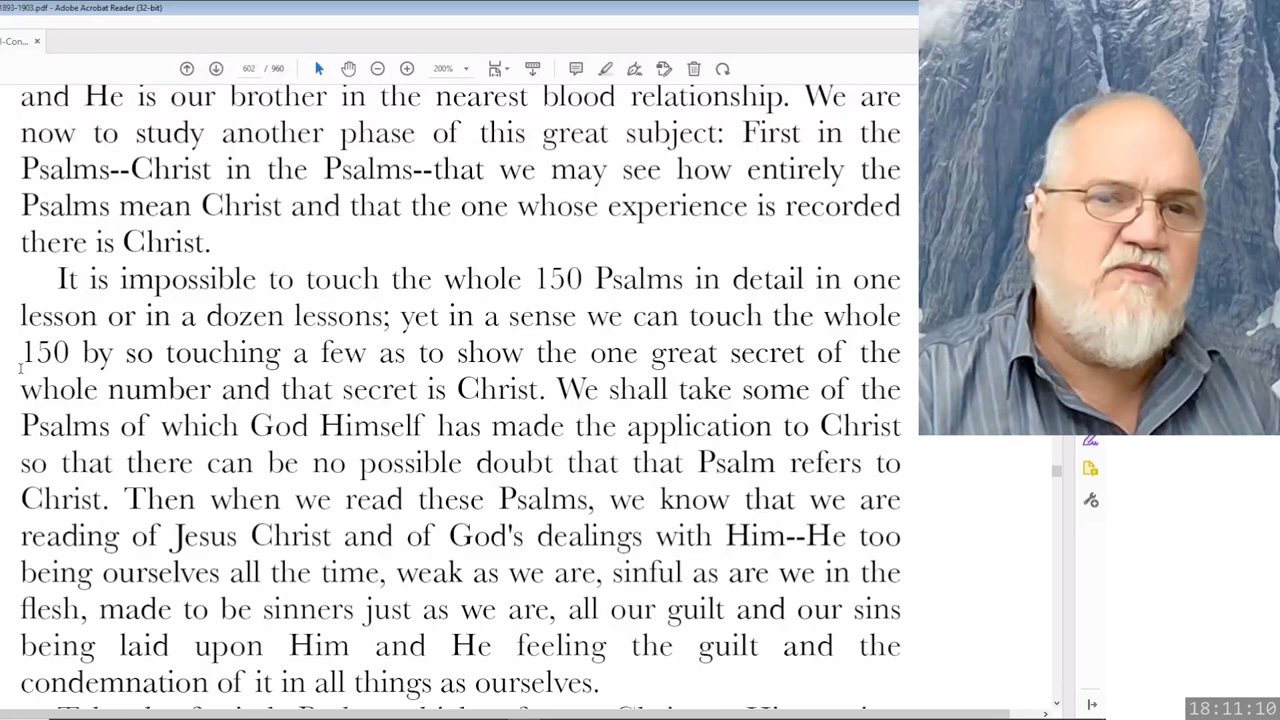 1893-1903.pdf - Adobe Acrobat Reader (32-bit)
l-Con...
602 / 960
200%
and He is our brother in the nearest blood relationship. We are
now to study another phase of this great subject: First in the
Psalms--Christ in the Psalms--that we may see how entirely the
Psalms mean Christ and that the one whose experience is recorded
there is Christ.
It is impossible to touch the whole 150 Psalms in detail in one
lesson or in a dozen lessons; yet in a sense we can touch the whole
150 by so touching a few as to show the one great secret of the
whole number and that secret is Christ. We shall take some of the
Psalms of which God Himself has made the application to Christ
so that there can be no possible doubt that that Psalm refers to
Christ. Then when we read these Psalms, we know that we are
reading of Jesus Christ and of God's dealings with Him--He too
being ourselves all the time, weak as we are, sinful as are we in the
flesh, made to be sinners just as we are, all our guilt and our sins
being laid upon Him and He feeling the guilt and the
condemnation of it in all things as ourselves.
18:11:10